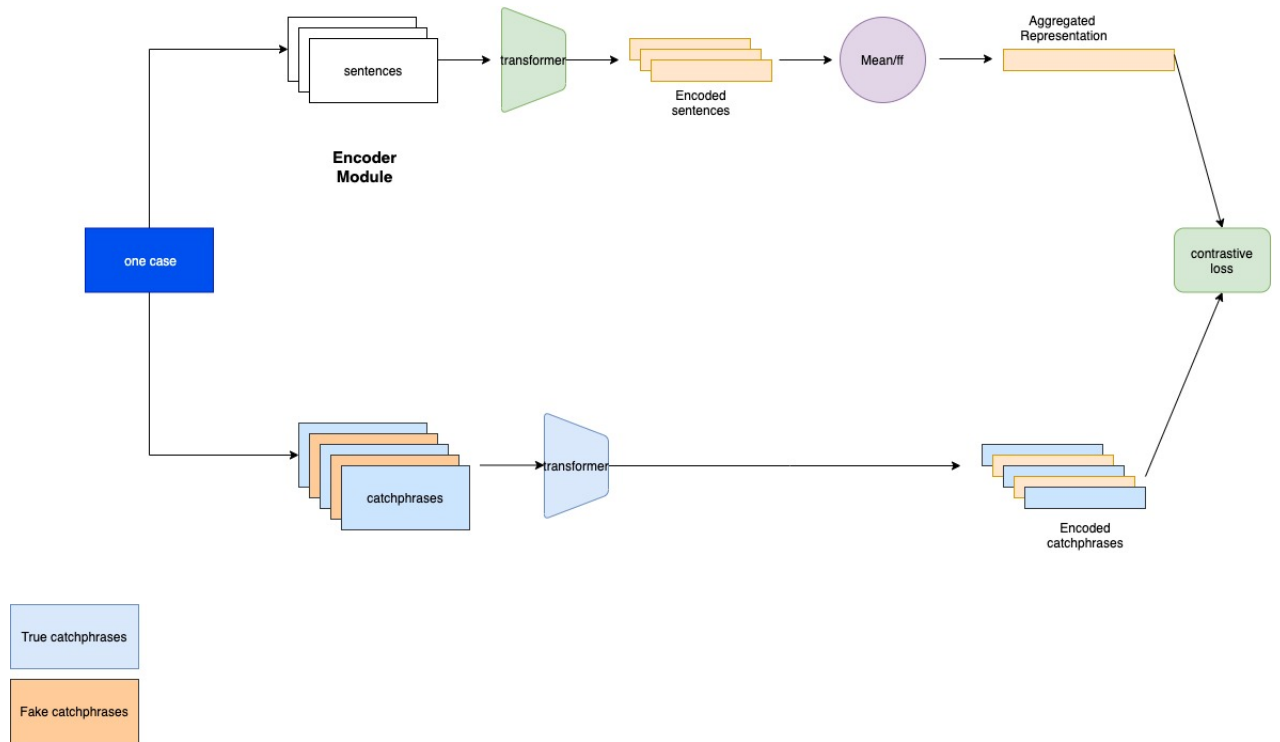 Aggregated
Representation
sentences
transformer
Mean/ff
Encoded
sentences
Encoder
Module
one case
contrastive
loss
catchphrases
transformer
Encoded
catchphrases
True catchphrases
Fake catchphrases